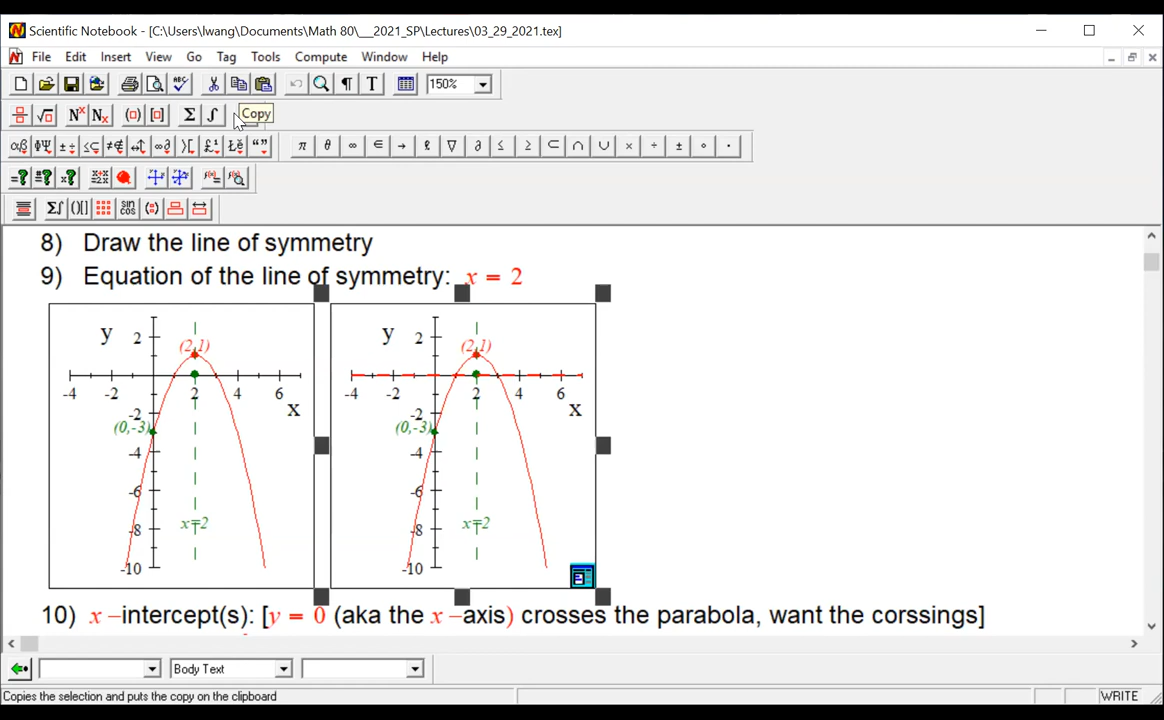 Scientific Notebook - [C:\Users\lwang\Documents\Math 80\__2021_SP\Lectures\03_29_2021.tex]
File Edit Insert View Go Tag Tools Compute Window Help
150%
Copy
8) Draw the line of symmetry
9) Equation of the line of symmetry: x = 2
y 2 (2,1) -4 -2 2 4 6 x -2 (0,-3) -4 -6 -8 x=2 -10
y 2 (2,1) -4 -2 2 4 6 x -2 (0,-3) -4 -6 -8 x=2 -10
10) x –intercept(s): [y = 0 (aka the x –axis) crosses the parabola, want the corssings]
Body Text
Copies the selection and puts the copy on the clipboard WRITE